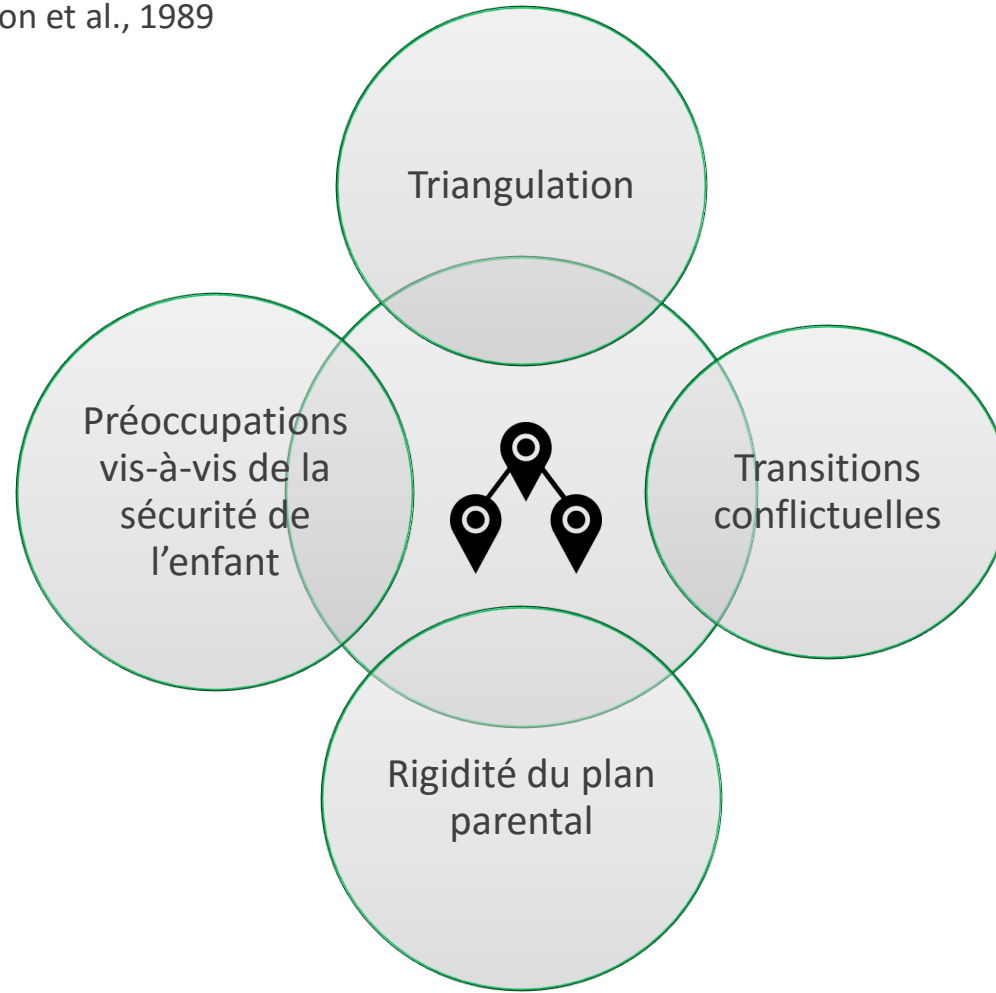 on et al., 1989
Triangulation
Préoccupations
vis-à-vis de la
sécurité de
l'enfant
Transitions
conflictuelles
Rigidité du plan
parental